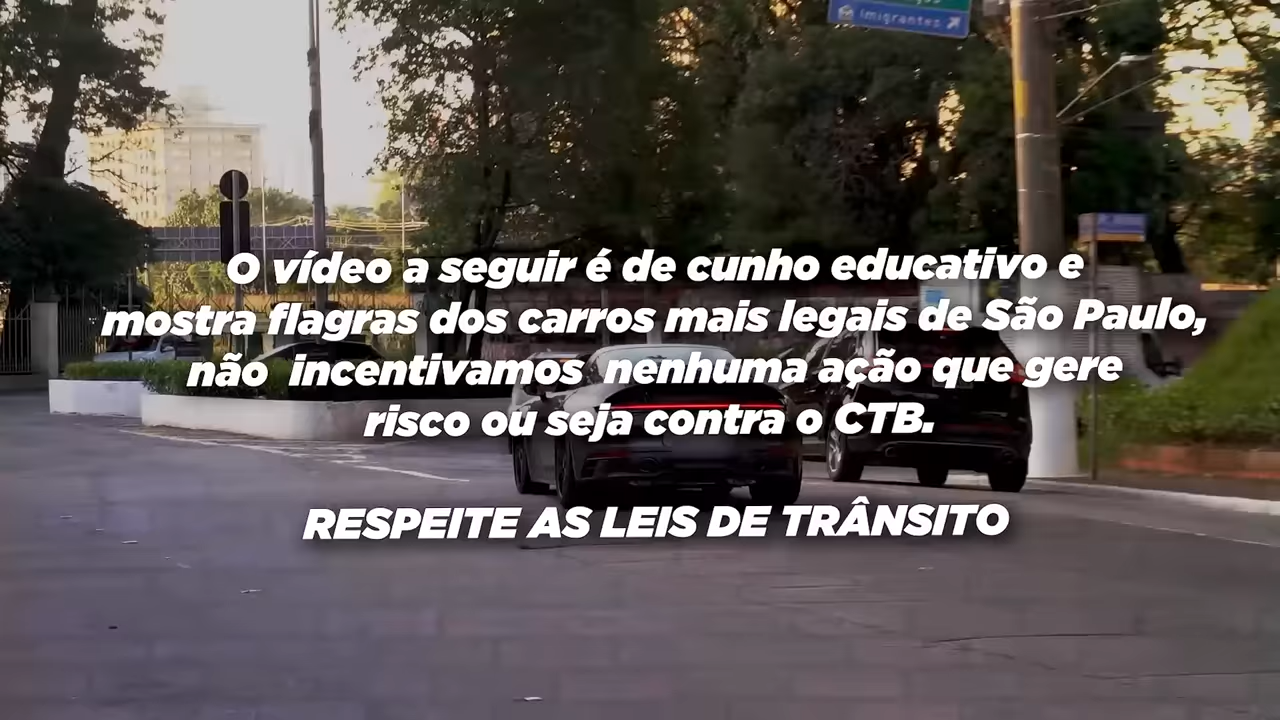 Imigrantes
O vídeo a seguir é de cunho educativo e
mostra flagras dos carros mais legais de São Paulo,
não incentivamos nenhuma ação que gere
risco ou seja contra o CTB.
RESPEITE AS LEIS DE TRÂNSITO